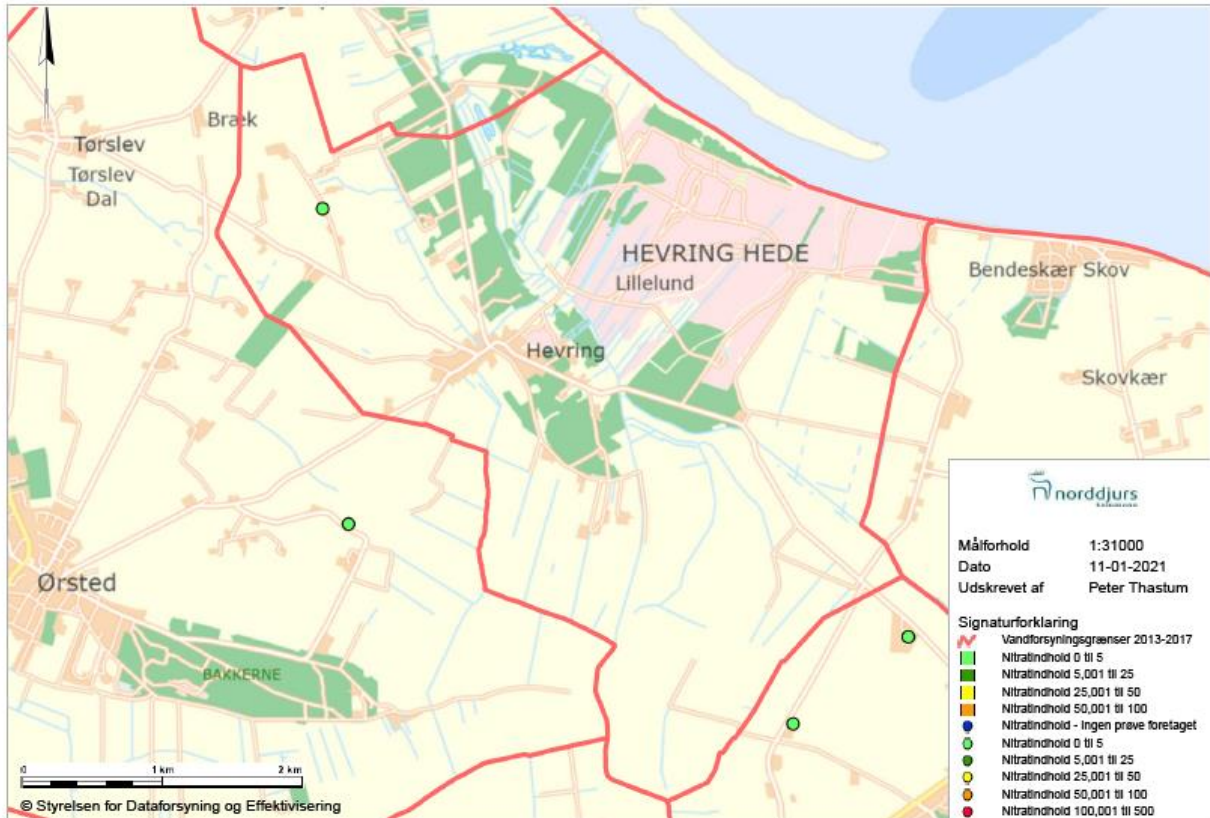 Bræk
Tørslev
Tørslev
Dal
HEVRING HEDE
Lillelund
Bendeskær Skov
Hevring
Skovkær
Ørsted
BAKKERNE
norddjurs
Målforhold 1:31000
Dato 11-01-2021
Udskrevet af Peter Thastum
Signaturforklaring
Vandforsyningsgrænser 2013-2017
Nitratindhold 0 til 5
Nitratindhold 5,001 til 25
Nitratindhold 25,001 til 50
Nitratindhold 50,001 til 100
Nitratindhold - ingen prøve foretaget
Nitratindhold 0 til 5
Nitratindhold 5,001 til 25
Nitratindhold 25,001 til 50
Nitratindhold 50,001 til 100
Nitratindhold 100,001 til 500
0 1 km 2 km
© Styrelsen for Dataforsyning og Effektivisering